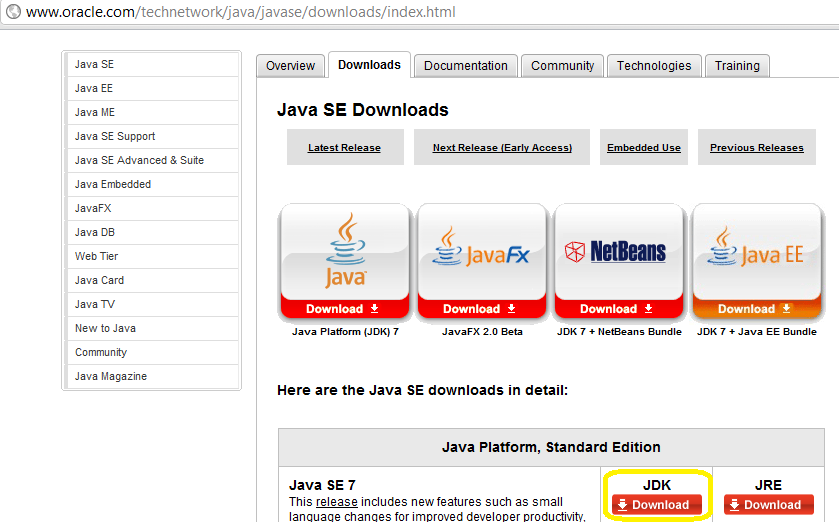 www.oracle.com/technetwork/java/javase/downloads/index.html
Java SE
Java EE
Java ME
Java SE Support
Java SE Advanced & Suite
Java Embedded
JavaFX
Java DB
Web Tier
Java Card
Java TV
New to Java
Community
Java Magazine
Overview Downloads Documentation Community Technologies Training
Java SE Downloads
Latest Release Next Release (Early Access) Embedded Use Previous Releases
Java JavaFX NetBeans Java EE
Download Download Download Download
Java Platform (JDK) 7 JavaFX 2.0 Beta JDK 7 + NetBeans Bundle JDK 7 + Java EE Bundle
Here are the Java SE downloads in detail:
Java Platform, Standard Edition
Java SE 7 JDK JRE
This release includes new features such as small Download Download
language changes for improved developer productivity,